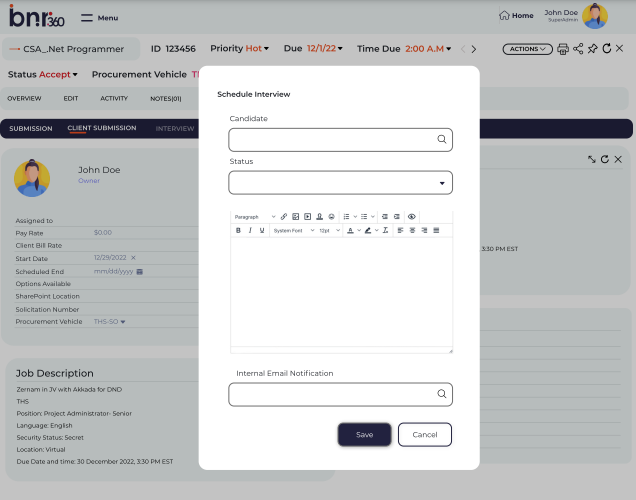 bnr360
Menu
Home
John Doe
SuperAdmin
CSA_.Net Programmer
ID 123456
Priority Hot
Due 12/1/22
Time Due 2:00 A.M
ACTIONS
Status Accept
Procurement Vehicle
OVERVIEW
EDIT
ACTIVITY
NOTES(01)
SUBMISSION
CLIENT SUBMISSION
INTERVIEW
John Doe
Owner
Assigned to
Pay Rate $0.00
Client Bill Rate
Start Date 12/29/2022 ×
Scheduled End mm/dd/yyyy
Options Available
SharePoint Location
Solicitation Number
Procurement Vehicle THS-SO
3:30 PM EST
Job Description
Zernam in JV with Akkada for DND
THS
Position: Project Administrator- Senior
Language: English
Security Status: Secret
Location: Virtual
Due Date and time: 30 December 2022, 3:30 PM EST
Schedule Interview
Candidate
Status
Paragraph
B I U System Font 12pt A
Internal Email Notification
Save
Cancel